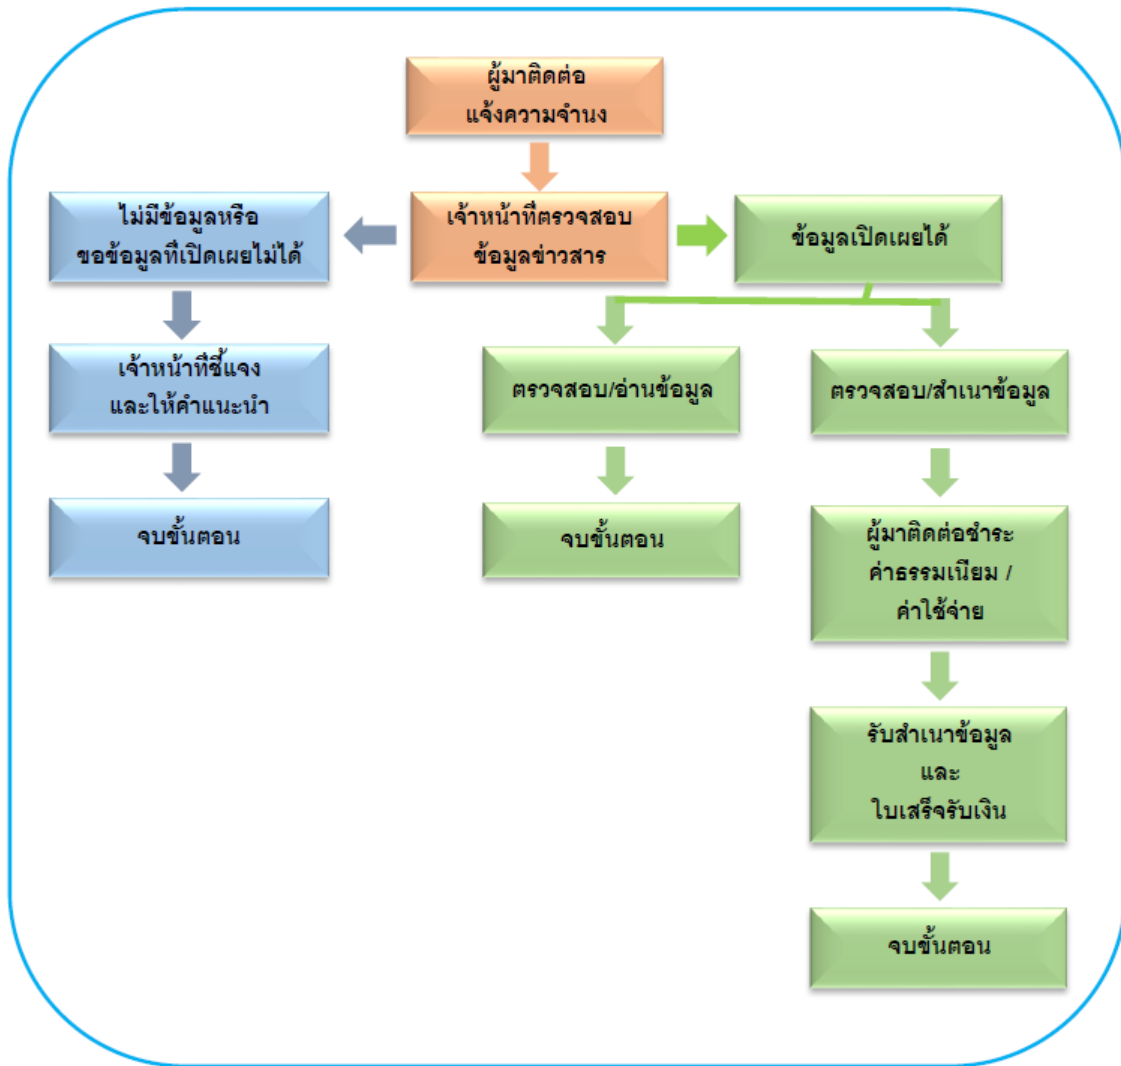 ผู้มาติดต่อ
แจ้งความจำนง
ไม่มีข้อมูลหรือ
ขอข้อมูลที่เปิดเผยไม่ได้
เจ้าหน้าที่ตรวจสอบ
ข้อมูลข่าวสาร
ข้อมูลเปิดเผยได้
เจ้าหน้าที่ชี้แจง
และให้คำแนะนำ
ตรวจสอบ/อ่านข้อมูล
ตรวจสอบ/สำเนาข้อมูล
จบขั้นตอน
จบขั้นตอน
ผู้มาติดต่อชำระ
ค่าธรรมเนียม /
ค่าใช้จ่าย
รับสำเนาข้อมูล
และ
ใบเสร็จรับเงิน
จบขั้นตอน